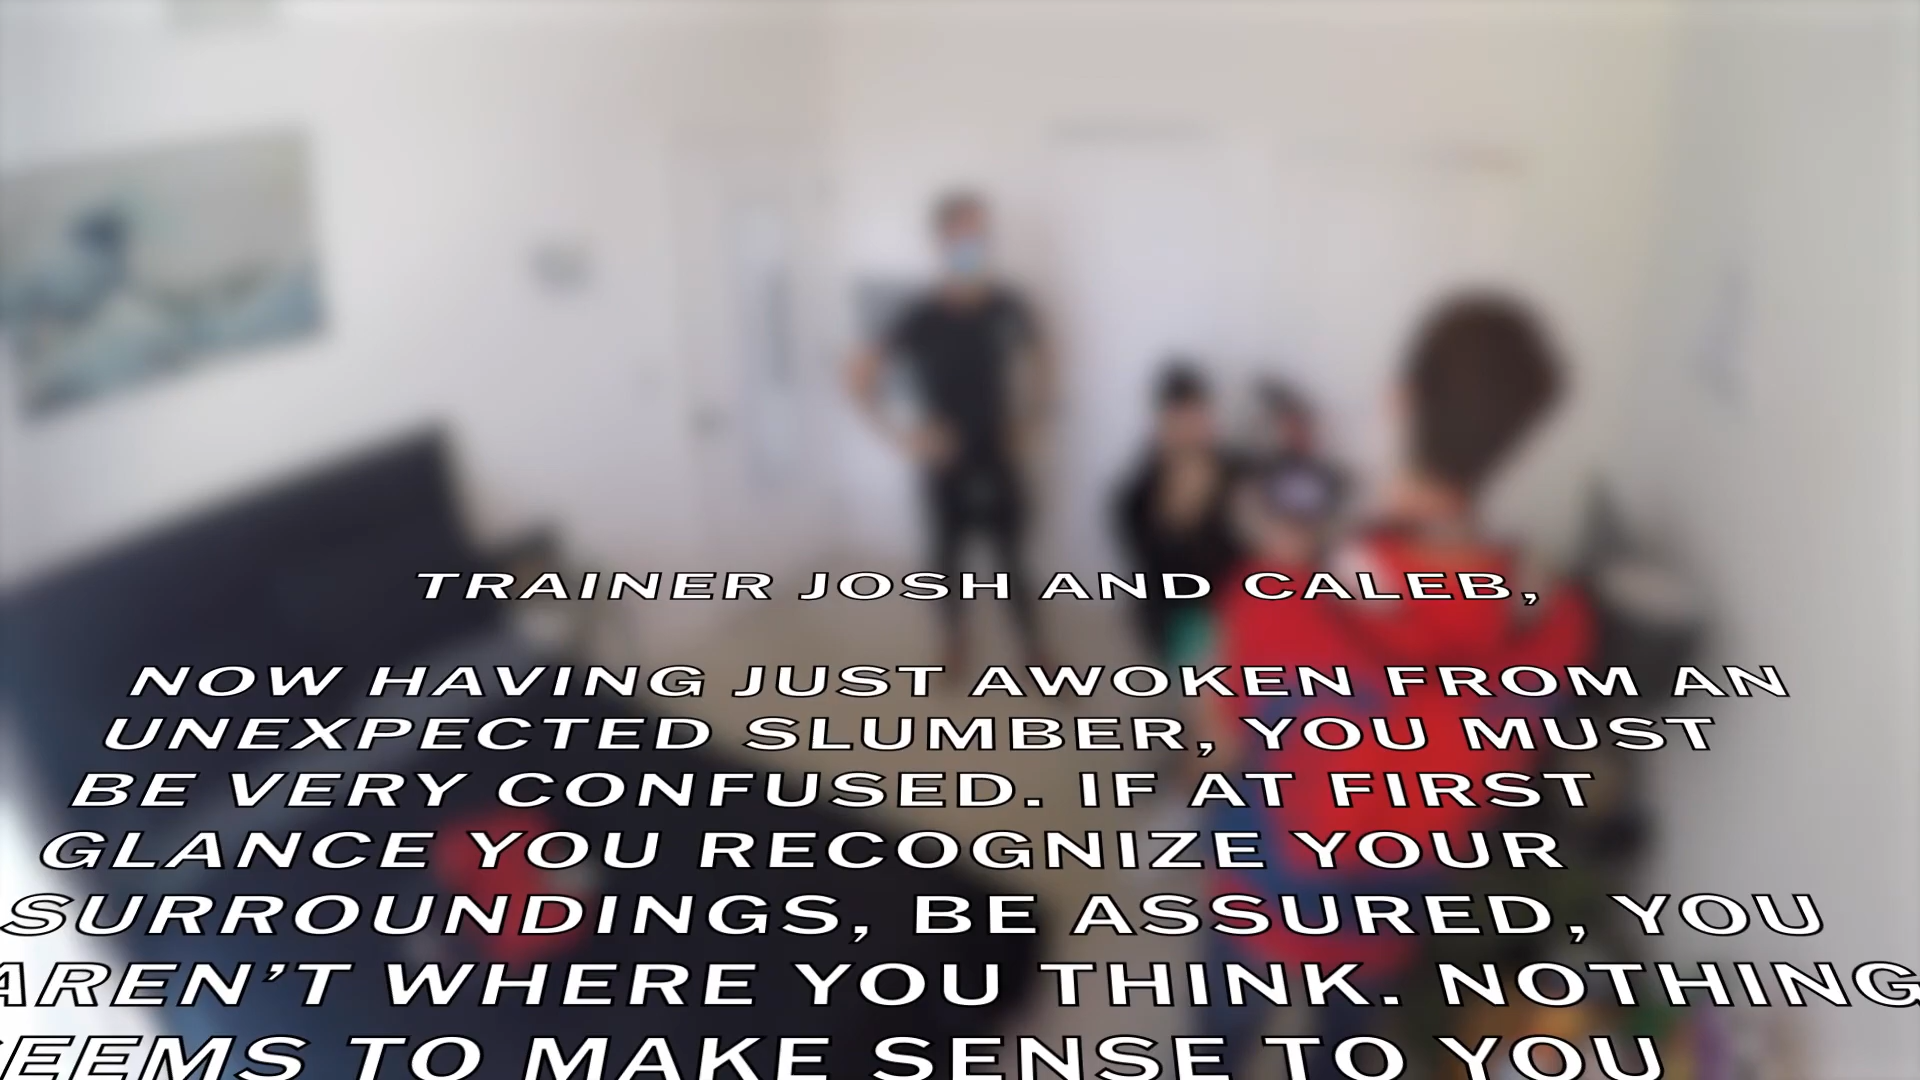 TRAINER JOSH AND CALEB,
NOW HAVING JUST AWOKEN FROM AN
UNEXPECTED SLUMBER, YOU MUST
BE VERY CONFUSED. IF AT FIRST
GLANCE YOU RECOGNIZE YOUR
SURROUNDINGS, BE ASSURED, YOU
AREN’T WHERE YOU THINK. NOTHING
SEEMS TO MAKE SENSE TO YOU